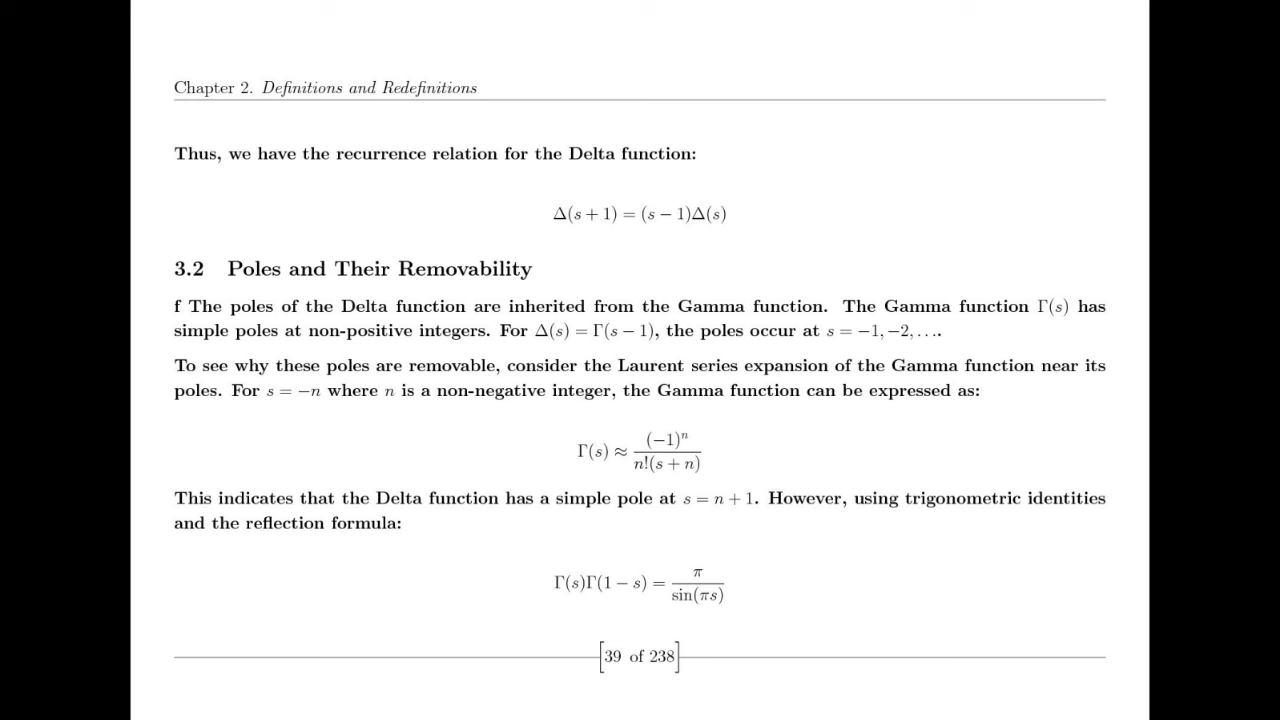 Chapter 2. Definitions and Redefinitions
Thus, we have the recurrence relation for the Delta function:
Δ(s + 1) = (s − 1)Δ(s)
3.2 Poles and Their Removability
f The poles of the Delta function are inherited from the Gamma function. The Gamma function Γ(s) has
simple poles at non-positive integers. For Δ(s) = Γ(s − 1), the poles occur at s = −1, −2, . . ..
To see why these poles are removable, consider the Laurent series expansion of the Gamma function near its
poles. For s = −n where n is a non-negative integer, the Gamma function can be expressed as:
Γ(s) ≈ (−1)ⁿ / n!(s + n)
This indicates that the Delta function has a simple pole at s = n + 1. However, using trigonometric identities
and the reflection formula:
Γ(s)Γ(1 − s) = π / sin(πs)
[39 of 238]